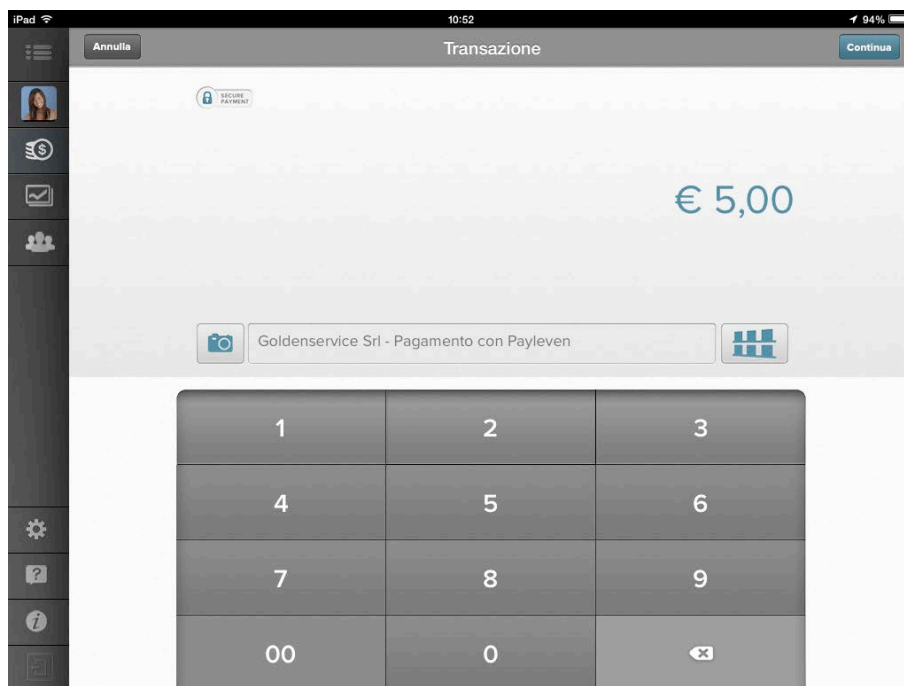 iPad 10:52 94%
Annulla Transazione Continua
SECURE
PAYMENT
€ 5,00
Goldenservice Srl - Pagamento con Payleven
1 2 3
4 5 6
7 8 9
00 0